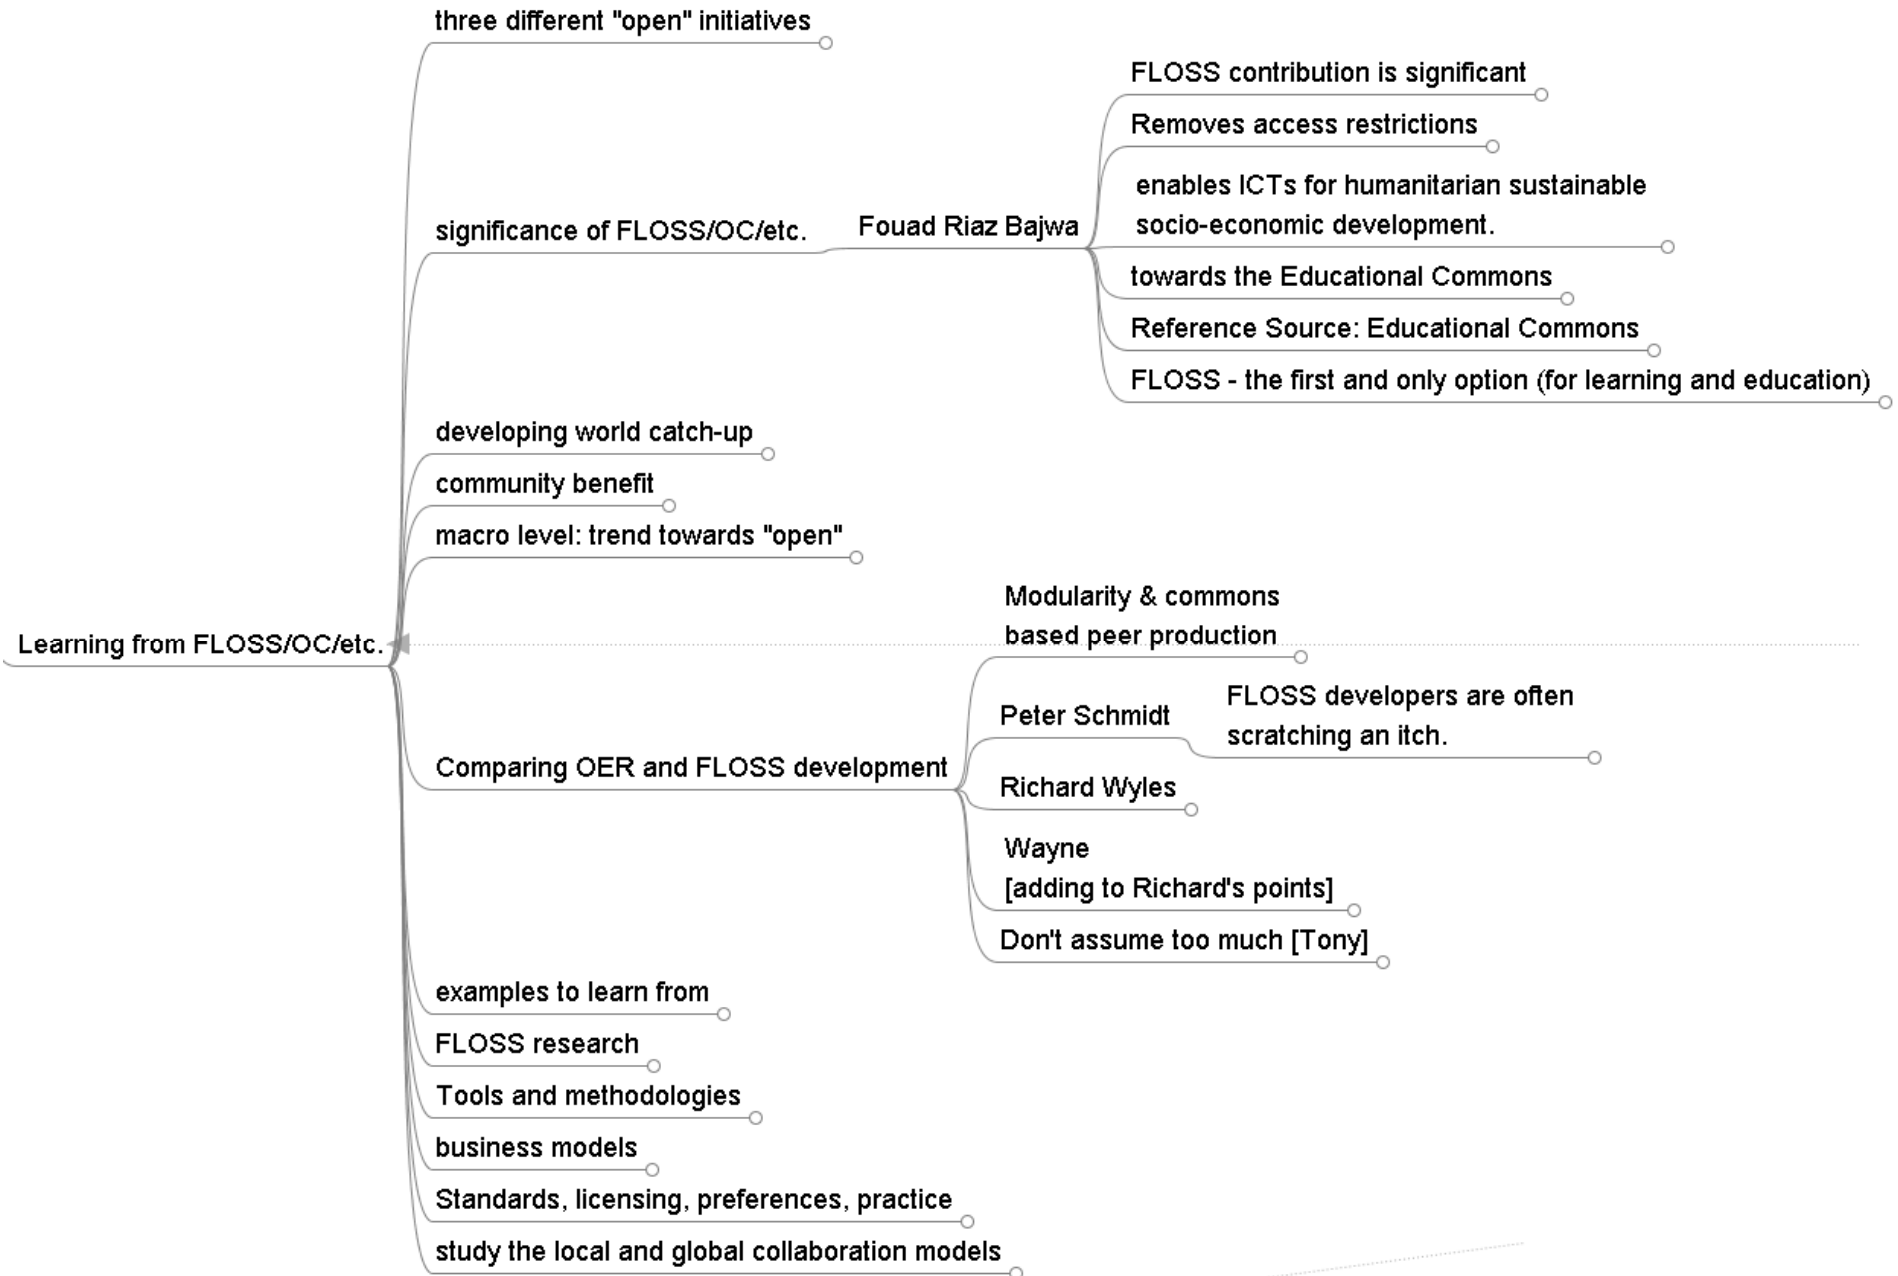 three different "open" initiatives
FLOSS contribution is significant
Removes access restrictions
enables ICTs for humanitarian sustainable
socio-economic development.
significance of FLOSS/OC/etc.
Fouad Riaz Bajwa
towards the Educational Commons
Reference Source: Educational Commons
FLOSS - the first and only option (for learning and education)
developing world catch-up
community benefit
macro level: trend towards "open"
Learning from FLOSS/OC/etc.
Modularity & commons
based peer production
Peter Schmidt
FLOSS developers are often
scratching an itch.
Comparing OER and FLOSS development
Richard Wyles
Wayne
[adding to Richard's points]
Don't assume too much [Tony]
examples to learn from
FLOSS research
Tools and methodologies
business models
Standards, licensing, preferences, practice
study the local and global collaboration models